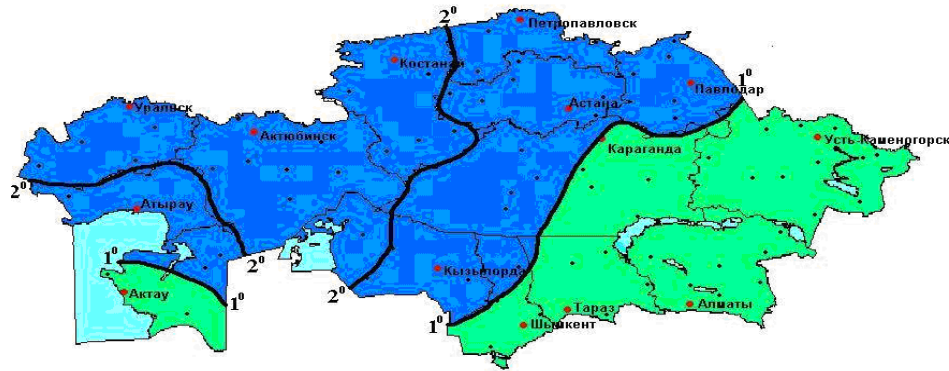 2⁰
Петропавловск
Костанай
1⁰
Павлодар
Астана
Уральск
Актюбинск
Усть-Каменогорск
Караганда
2⁰
Атырау
1⁰
2⁰
Кызылорда
2⁰
Актау
1⁰
1⁰
Тараз
Алматы
Шымкент